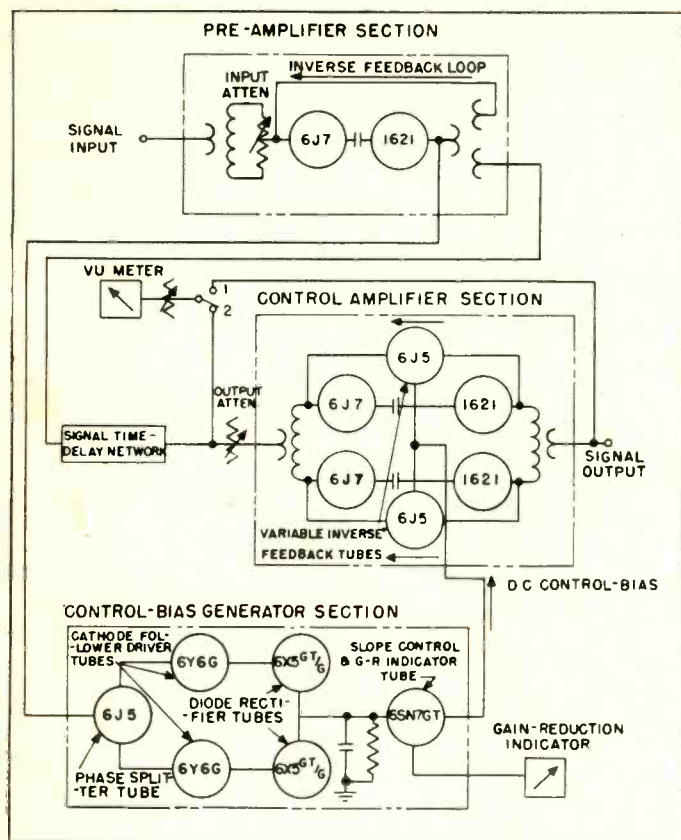 PRE-AMPLIFIER SECTION
INVERSE FEEDBACK LOOP
INPUT
ATTEN
SIGNAL
INPUT
6J7
1621
VU METER
1
2
CONTROL AMPLIFIER SECTION
6J5
OUTPUT
ATTEN
6J7
1621
SIGNAL TIME-
DELAY NETWORK
SIGNAL
OUTPUT
6J7
1621
6J5
VARIABLE INVERSE
FEEDBACK TUBES
DC CONTROL-BIAS
CONTROL-BIAS GENERATOR SECTION
CATHODE FOL-
LOWER DRIVER
TUBES
6Y6G
6X5GT/G
SLOPE CONTROL
& G-R INDICATOR
TUBE
6J5
DIODE RECTI-
FIER TUBES
6SN7GT
GAIN-REDUCTION
INDICATOR
PHASE SPLIT-
TER TUBE
6Y6G
6X5GT/G